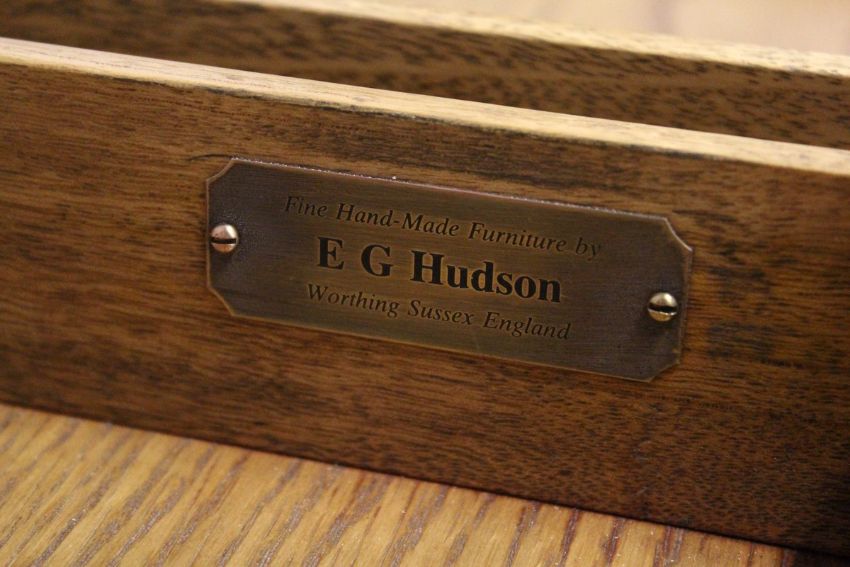 Fine Hand-Made Furniture by
E G Hudson
Worthing Sussex England